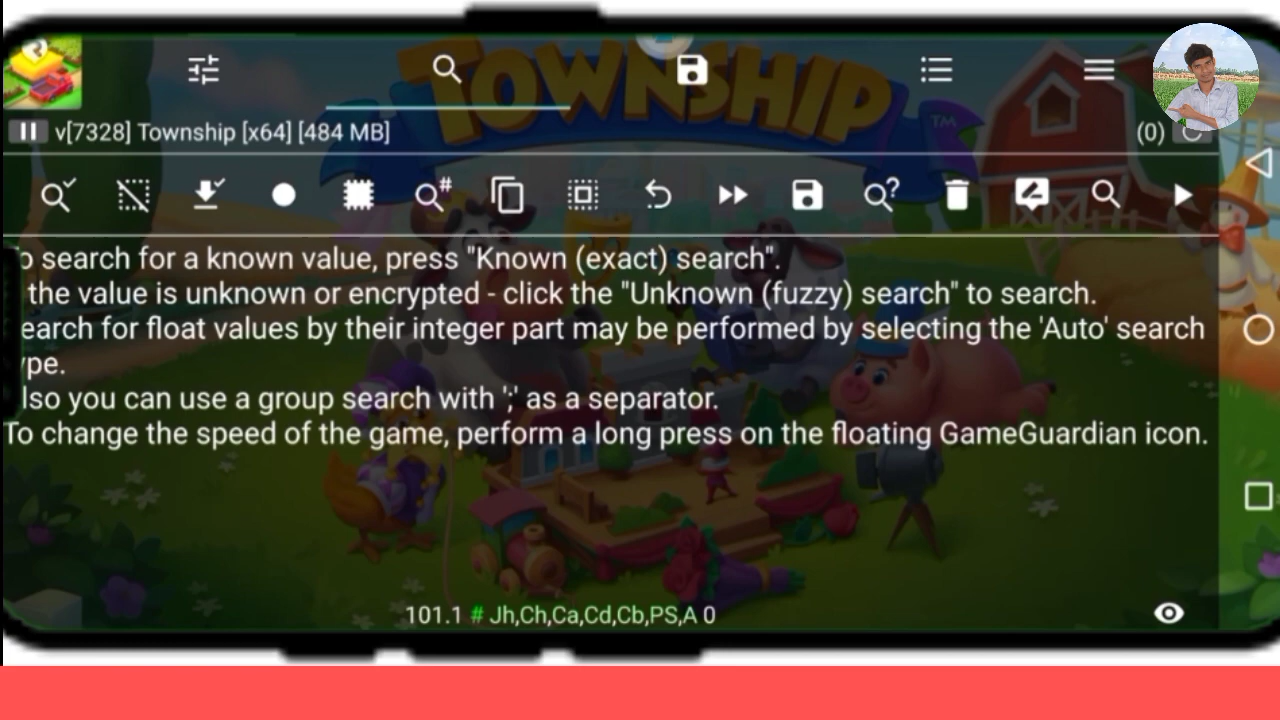 TOWNSHIP
TM
v[7328] Township [x64] [484 MB]
(0)
#
?
o search for a known value, press "Known (exact) search".
the value is unknown or encrypted - click the "Unknown (fuzzy) search" to search.
earch for float values by their integer part may be performed by selecting the 'Auto' search
ype.
lso you can use a group search with ';' as a separator.
To change the speed of the game, perform a long press on the floating GameGuardian icon.
101.1 # Jh,Ch,Ca,Cd,Cb,PS,A 0